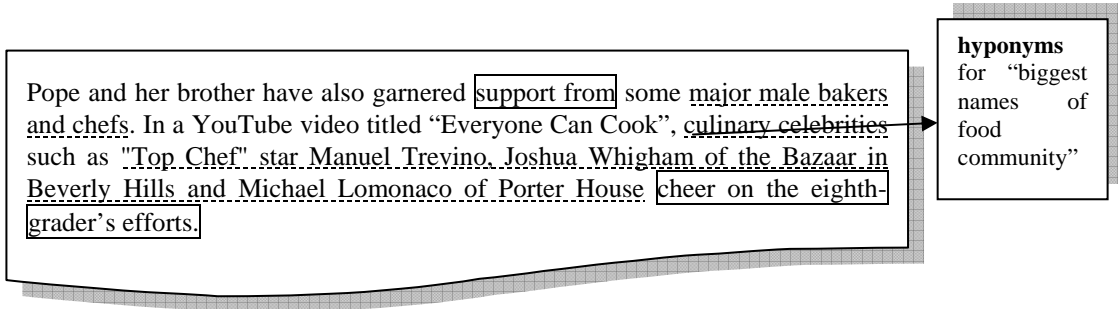 Pope and her brother have also garnered support from some major male bakers
and chefs. In a YouTube video titled “Everyone Can Cook”, culinary celebrities
such as "Top Chef" star Manuel Trevino, Joshua Whigham of the Bazaar in
Beverly Hills and Michael Lomonaco of Porter House cheer on the eighth-
grader’s efforts.
hyponyms
for “biggest
names of
food
community”